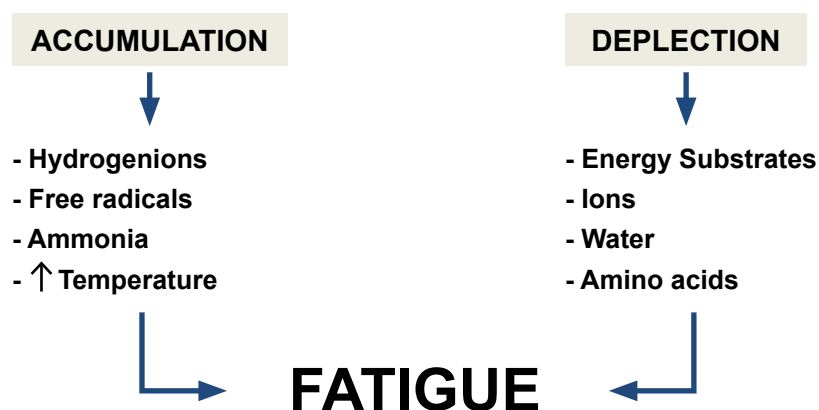 ACCUMULATION
- Hydrogenions
- Free radicals
- Ammonia
- ↑ Temperature
DEPLECTION
- Energy Substrates
- Ions
- Water
- Amino acids
FATIGUE